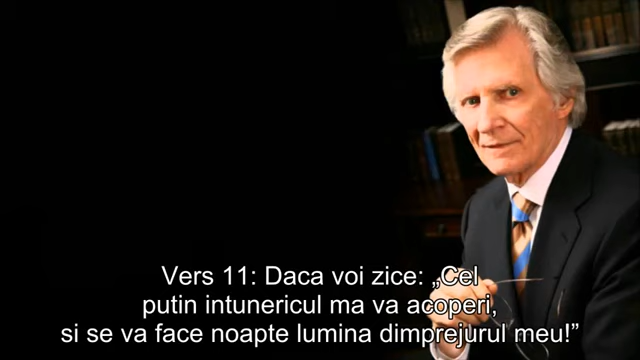 Vers 11: Daca voi zice: „Cel
putin intunericul ma va acoperi,
si se va face noapte lumina dimprejurul meu!”